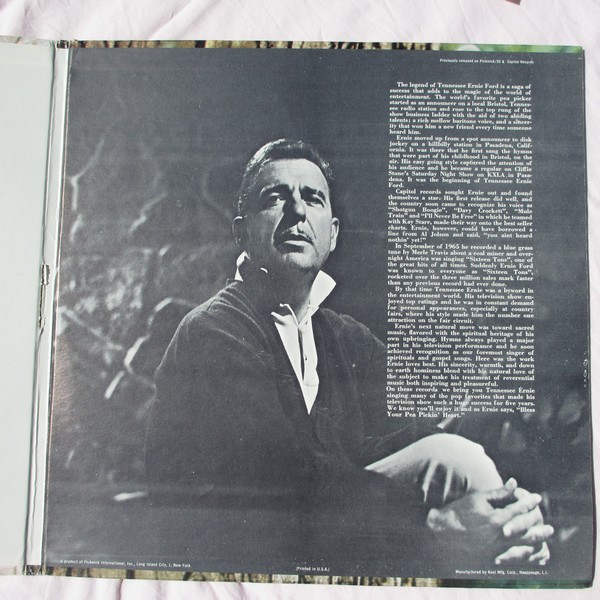 Previously released on Pickwick/33 & Capitol Records
The legend of Tennessee Ernie Ford is a saga of
success that adds to the magic of the world of
entertainment. The world's favorite pea picker
started as an announcer on a local Bristol, Tennes-
see radio station and rose to the top rung of the
show business ladder with the aid of two abiding
talents; a rich mellow baritone voice, and a sincer-
ity that won him a new friend every time someone
heard him.
Ernie moved up from a spot announcer to disk
jockey on a hillbilly station in Pasadena, Calif-
ornia. It was there that he first sang the hymns
that were part of his childhood in Bristol, on the
air. His easy going style captured the attention of
his audience and he became a regular on Cliffie
Stone's Saturday Night Show on KXLA in Pasa-
dena. It was the beginning of Tennessee Ernie
Ford.
Capitol records sought Ernie out and found
themselves a star: His first release did well, and
the country soon came to recognize his voice as
"Shotgun Boogie", "Davy Crockett", "Mule
Train" and "I'll Never Be Free" in which he teamed
with Kay Starr, made their way onto the best seller
charts. Ernie, however, could have borrowed a
line from Al Jolson and said, "you aint heard
nothin' yet!"
In September of 1965 he recorded a blue grass
tune by Merle Travis about a coal miner and over-
night America was singing "Sixteen Tons", one of
the great hits of all times. Suddenly Ernie Ford
was known to everyone as "Sixteen Tons",
rocketed over the three million sales mark faster
than any previous record had ever done.
By that time Tennessee Ernie was a byword in
the entertainment world. His television show en-
joyed top ratings and he was in constant demand
for personal appearances, especially at country
fairs, where his style made him the number one
attraction on the fair circuit.
Ernie's next natural move was toward sacred
music, flavored with the spiritual heritage of his
own upbringing. Hymns always played a major
part in his television performance and he soon
achieved recognition as our foremost singer of
spirituals and gospel songs. Here was the work
Ernie loves best. His sincerity, warmth, and down
to earth hominess blend with his natural love of
the subject to make his treatment of reverential
music both inspiring and pleasureful.
On these records we bring you Tennessee Ernie
singing many of the pop favorites that made his
television show such a huge success for five years.
We know you'll enjoy it and as Ernie says, "Bless
Your Pea Pickin' Heart."
A product of Pickwick International, Inc., Long Island City, 1, New York.
(Printed in U.S.A.)
Manufactured by Keel Mfg. Corp., Hauppauge, L.I.